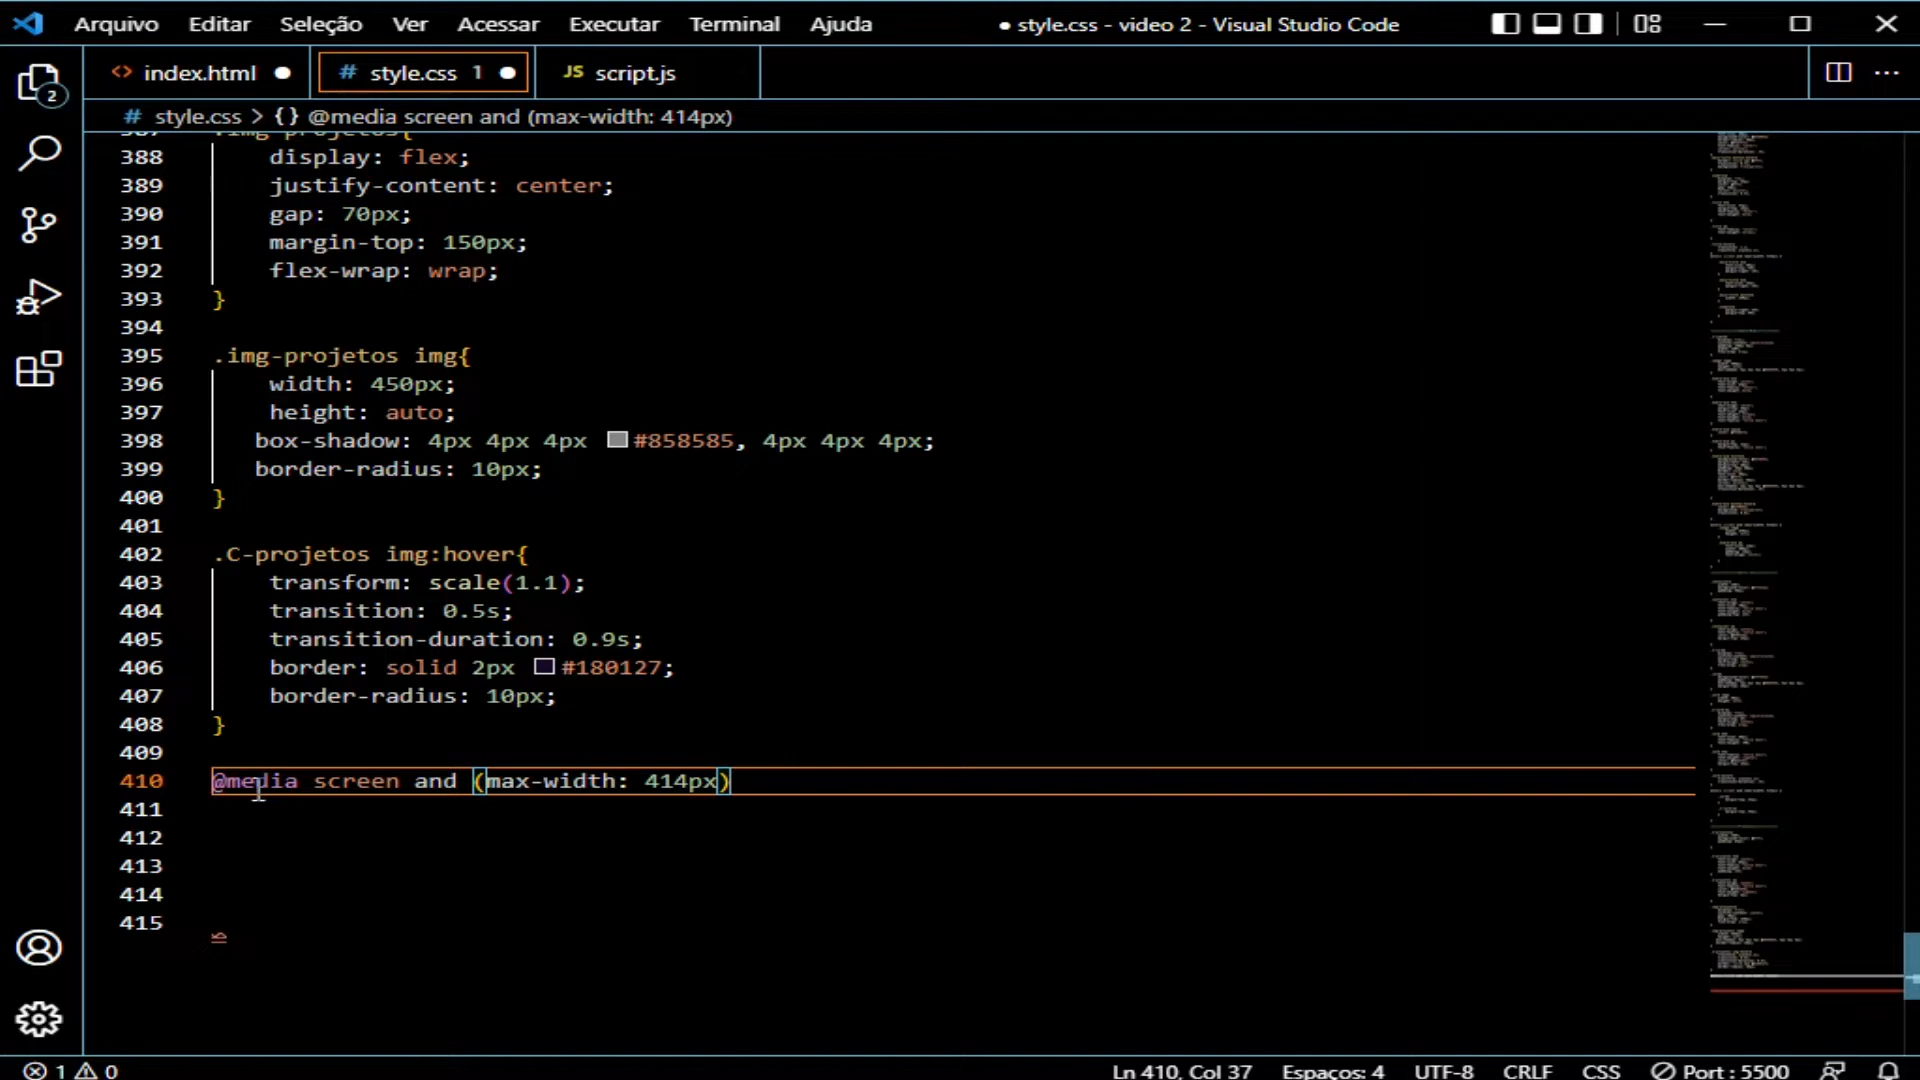 Arquivo Editar Seleção Ver Acessar Executar Terminal Ajuda ● style.css - video 2 - Visual Studio Code
<> index.html ● # style.css 1 ● JS script.js ···
# style.css > {} @media screen and (max-width: 414px)
2
387 .img-projetos{
388 display: flex;
389 justify-content: center;
390 gap: 70px;
391 margin-top: 150px;
392 flex-wrap: wrap;
393 }
394
395 .img-projetos img{
396 width: 450px;
397 height: auto;
398 box-shadow: 4px 4px 4px #858585, 4px 4px 4px;
399 border-radius: 10px;
400 }
401
402 .C-projetos img:hover{
403 transform: scale(1.1);
404 transition: 0.5s;
405 transition-duration: 0.9s;
406 border: solid 2px #180127;
407 border-radius: 10px;
408 }
409
410 @media screen and (max-width: 414px)
411
412
413
414
415
1 0 Ln 410, Col 37 Espaços: 4 UTF-8 CRLF CSS Port : 5500